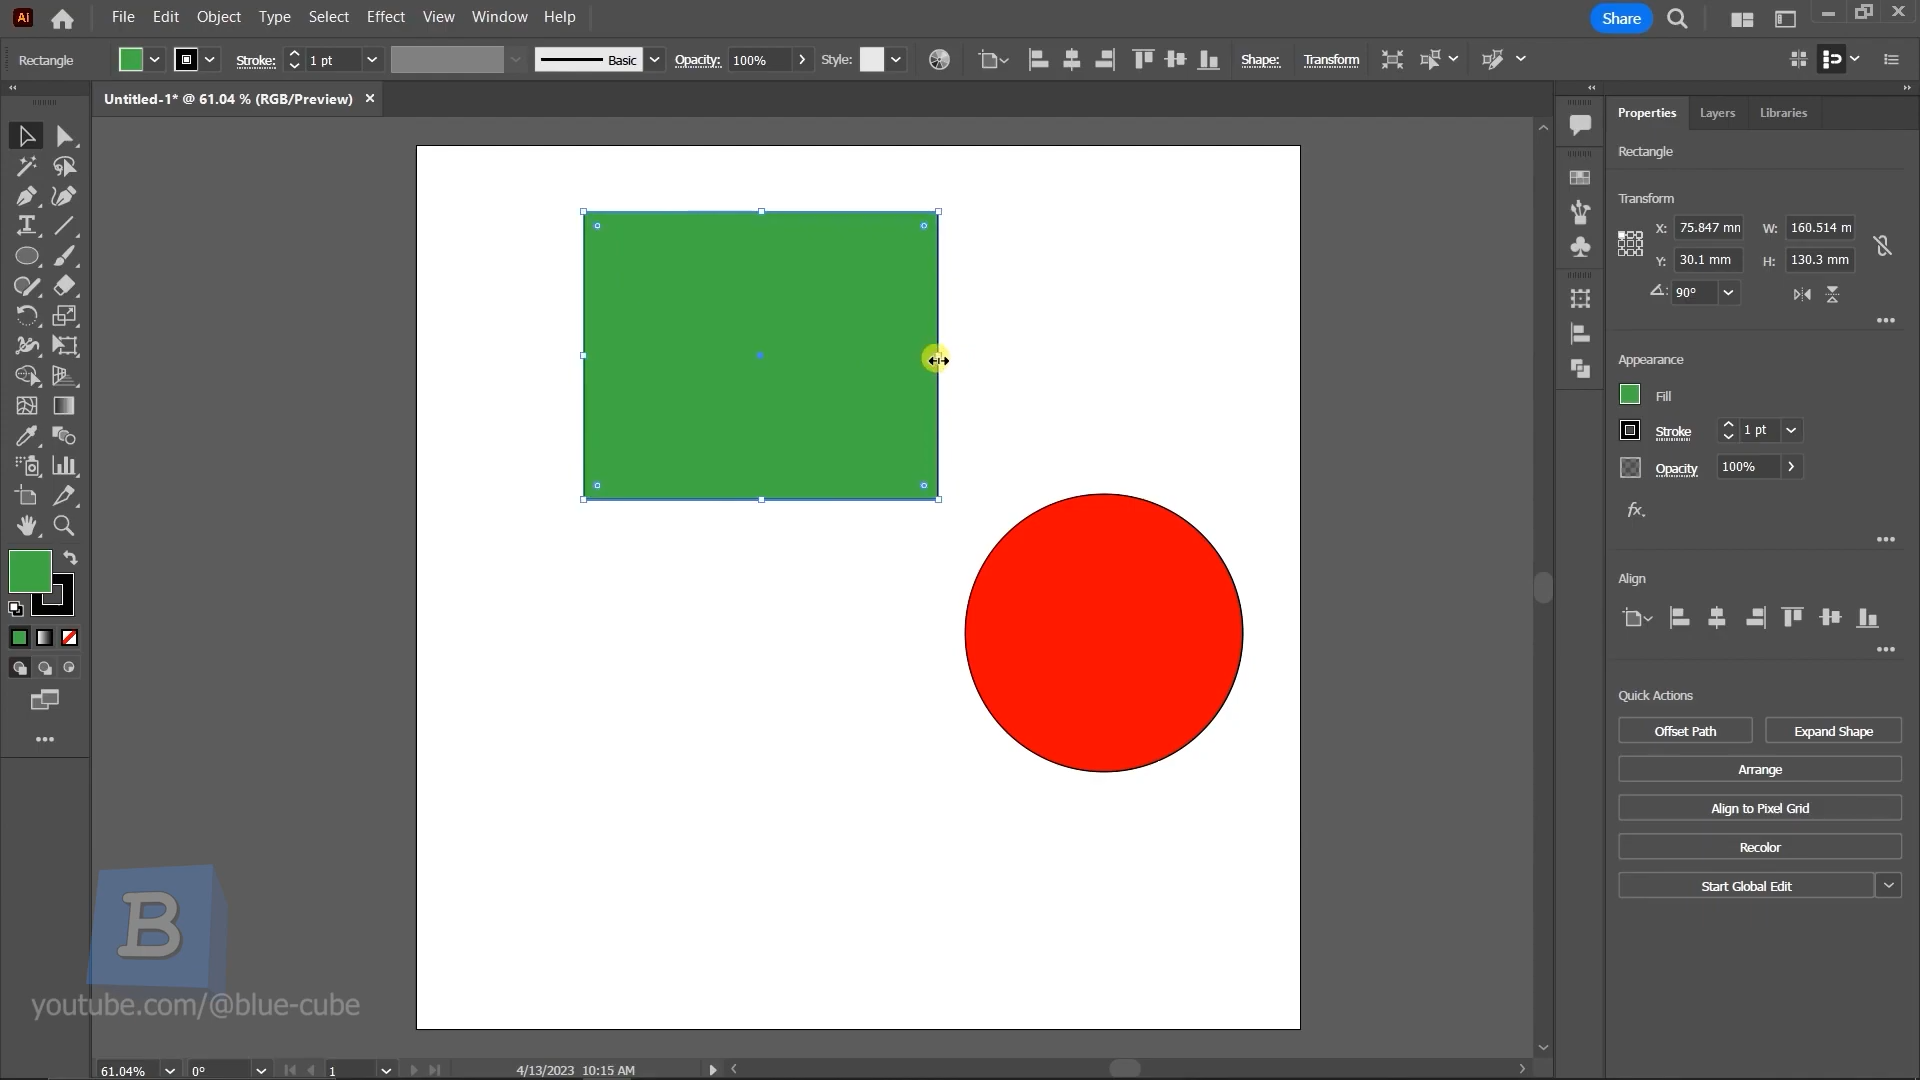 Ai File Edit Object Type Select Effect View Window Help Share
Rectangle Stroke: 1 pt Basic Opacity: 100% Style: Shape: Transform
Untitled-1* @ 61.04 % (RGB/Preview) ×
Properties Layers Libraries
Rectangle
Transform
X: 75.847 mm W: 160.514 m
Y: 30.1 mm H: 130.3 mm
90°
Appearance
Fill
Stroke 1 pt
Opacity 100%
fx.
Align
Quick Actions
Offset Path Expand Shape
Arrange
Align to Pixel Grid
Recolor
Start Global Edit
B
youtube.com/@blue-cube
61.04% 0° 1 4/13/2023 10:15 AM